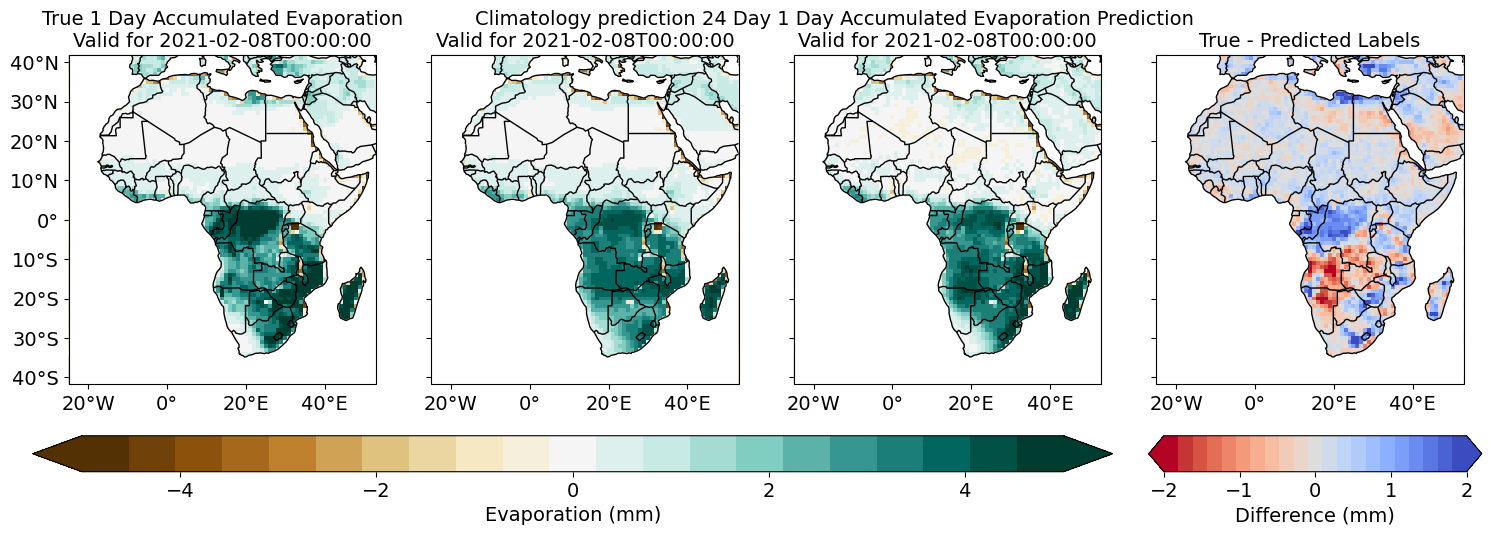 True 1 Day Accumulated Evaporation
Valid for 2021-02-08T00:00:00
Climatology prediction 24 Day 1 Day Accumulated Evaporation Prediction
Valid for 2021-02-08T00:00:00
Valid for 2021-02-08T00:00:00
True - Predicted Labels
40°N
30°N
20°N
10°N
0°
10°S
20°S
30°S
40°S
20°W 0° 20°E 40°E
20°W 0° 20°E 40°E
20°W 0° 20°E 40°E
20°W 0° 20°E 40°E
−4 −2 0 2 4
Evaporation (mm)
−2 −1 0 1 2
Difference (mm)